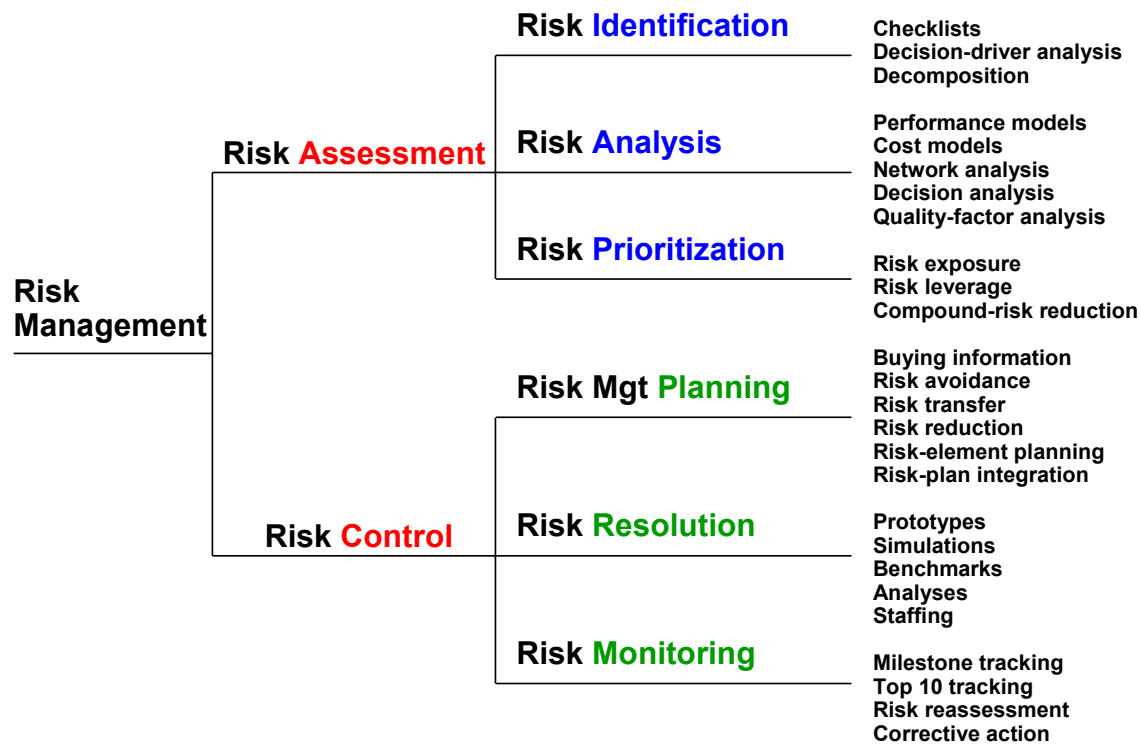 Risk
Management
Risk Assessment
Risk Identification
Checklists
Decision-driver analysis
Decomposition
Risk Analysis
Performance models
Cost models
Network analysis
Decision analysis
Quality-factor analysis
Risk Prioritization
Risk exposure
Risk leverage
Compound-risk reduction
Risk Control
Risk Mgt Planning
Buying information
Risk avoidance
Risk transfer
Risk reduction
Risk-element planning
Risk-plan integration
Risk Resolution
Prototypes
Simulations
Benchmarks
Analyses
Staffing
Risk Monitoring
Milestone tracking
Top 10 tracking
Risk reassessment
Corrective action